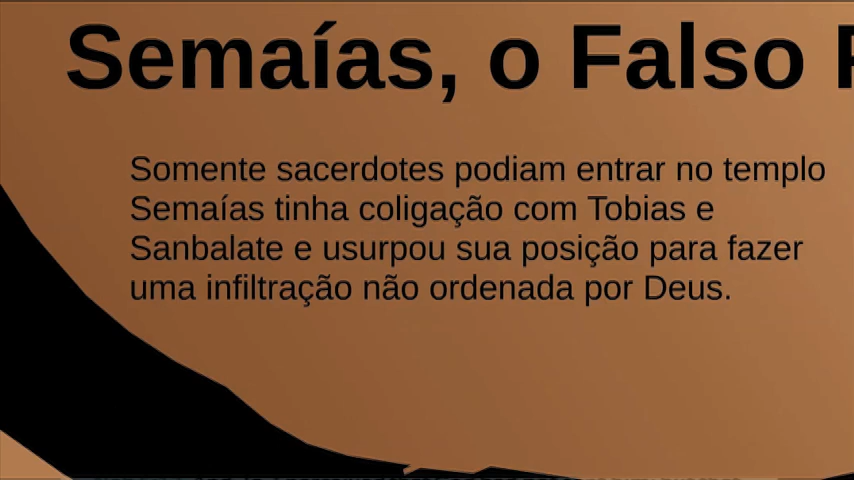 Semaías, o Falso
Somente sacerdotes podiam entrar no templo
Semaías tinha coligação com Tobias e
Sanbalate e usurpou sua posição para fazer
uma infiltração não ordenada por Deus.